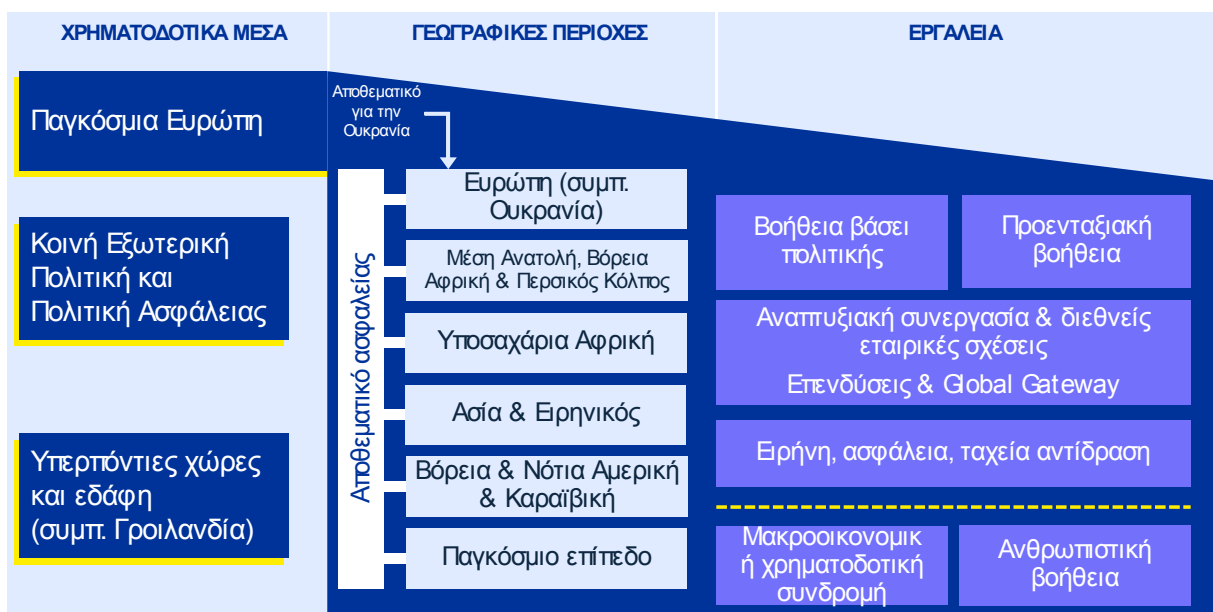 ΧΡΗΜΑΤΟΔΟΤΙΚΑ ΜΕΣΑ
ΓΕΩΓΡΑΦΙΚΕΣ ΠΕΡΙΟΧΕΣ
ΕΡΓΑΛΕΙΑ
Παγκόσμια Ευρώπη
Κοινή Εξωτερική
Πολιτική και
Πολιτική Ασφάλειας
Υπερπόντιες χώρες
και εδάφη
(συμπ. Γροιλανδία)
Αποθεματικό
για την
Ουκρανία
Αποθεματικό ασφαλείας
Ευρώπη (συμπ.
Ουκρανία)
Μέση Ανατολή, Βόρεια
Αφρική & Περσικός Κόλπος
Υποσαχάρια Αφρική
Ασία & Ειρηνικός
Βόρεια & Νότια Αμερική
& Καραϊβική
Παγκόσμιο επίπεδο
Βοήθεια βάσει
πολιτικής
Προενταξιακή
βοήθεια
Αναπτυξιακή συνεργασία & διεθνείς
εταιρικές σχέσεις
Επενδύσεις & Global Gateway
Ειρήνη, ασφάλεια, ταχεία αντίδραση
Μακροοικονομικ
ή χρηματοδοτική
συνδρομή
Ανθρωπιστική
βοήθεια